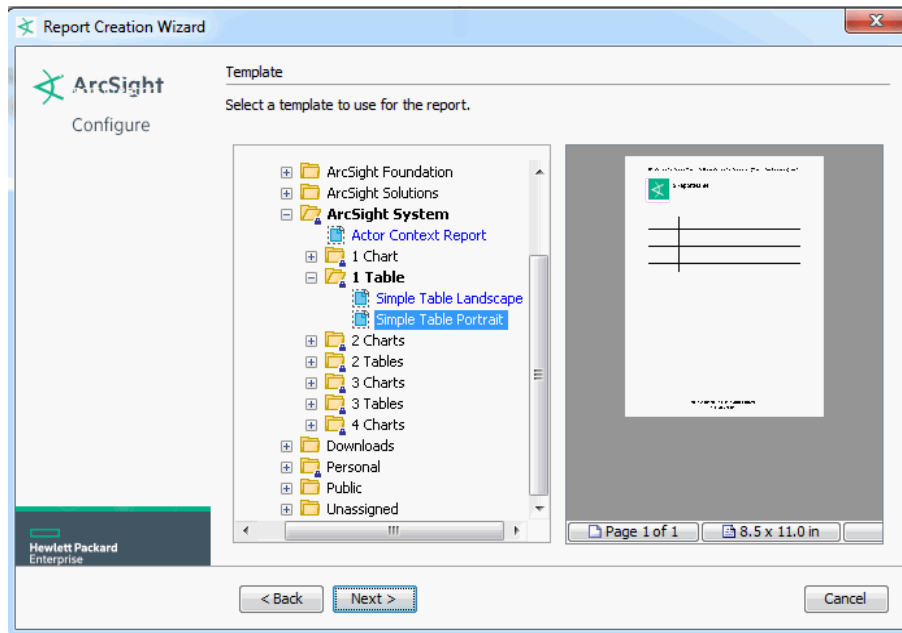 Report Creation Wizard
ArcSight
Configure
Template
Select a template to use for the report.
ArcSight Foundation
ArcSight Solutions
ArcSight System
Actor Context Report
1 Chart
1 Table
Simple Table Landscape
Simple Table Portrait
2 Charts
2 Tables
3 Charts
3 Tables
4 Charts
Downloads
Personal
Public
Unassigned
Page 1 of 1
8.5 x 11.0 in
Hewlett Packard
Enterprise
< Back
Next >
Cancel